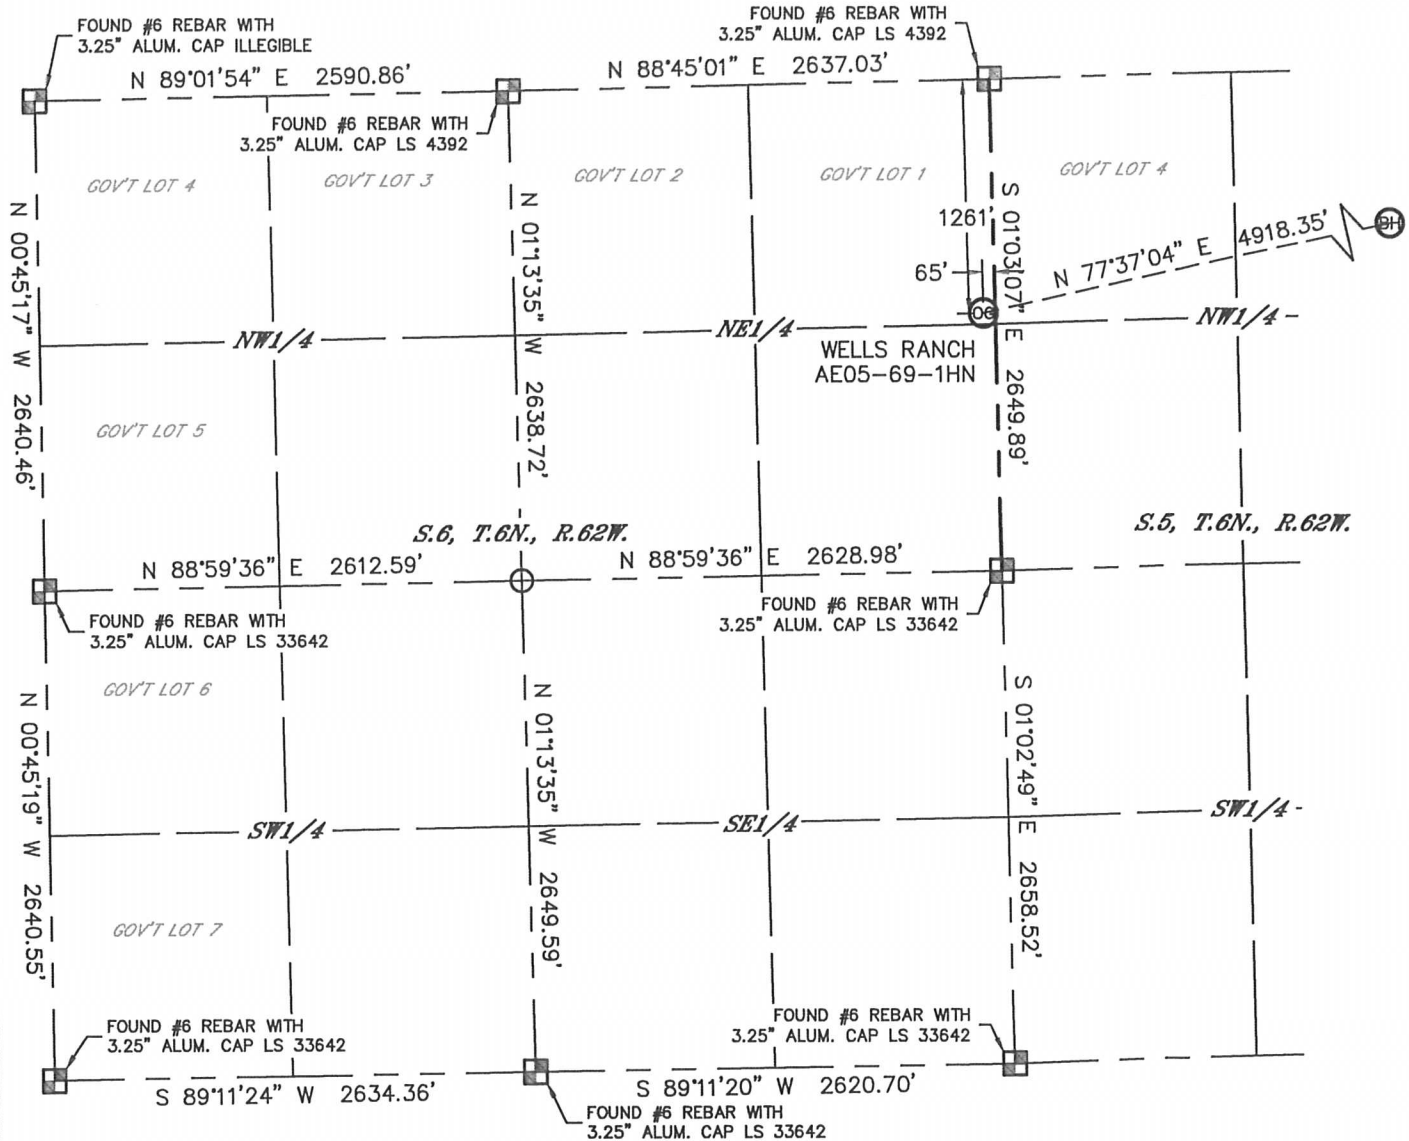 FOUND #6 REBAR WITH
3.25" ALUM. CAP ILLEGIBLE
FOUND #6 REBAR WITH
3.25" ALUM. CAP LS 4392
N 89°01'54" E 2590.86'
N 88°45'01" E 2637.03'
FOUND #6 REBAR WITH
3.25" ALUM. CAP LS 4392
GOV'T LOT 4
GOV'T LOT 3
GOV'T LOT 2
GOV'T LOT 1
GOV'T LOT 4
N 00°45'17" W 2640.46'
N 01°13'35" W 2638.72'
1261'
S 01°03'07" E 2649.89'
65'
N 77°37'04" E 4918.35'
BH
OG
NW1/4
NE1/4
NW1/4
WELLS RANCH
AE05-69-1HN
GOV'T LOT 5
S.6, T.6N., R.62W.
S.5, T.6N., R.62W.
N 88°59'36" E 2612.59'
N 88°59'36" E 2628.98'
FOUND #6 REBAR WITH
3.25" ALUM. CAP LS 33642
FOUND #6 REBAR WITH
3.25" ALUM. CAP LS 33642
GOV'T LOT 6
N 00°45'19" W 2640.55'
N 01°13'35" W 2649.59'
S 01°02'49" E 2658.52'
SW1/4
SE1/4
SW1/4
GOV'T LOT 7
FOUND #6 REBAR WITH
3.25" ALUM. CAP LS 33642
FOUND #6 REBAR WITH
3.25" ALUM. CAP LS 33642
S 89°11'24" W 2634.36'
S 89°11'20" W 2620.70'
FOUND #6 REBAR WITH
3.25" ALUM. CAP LS 33642